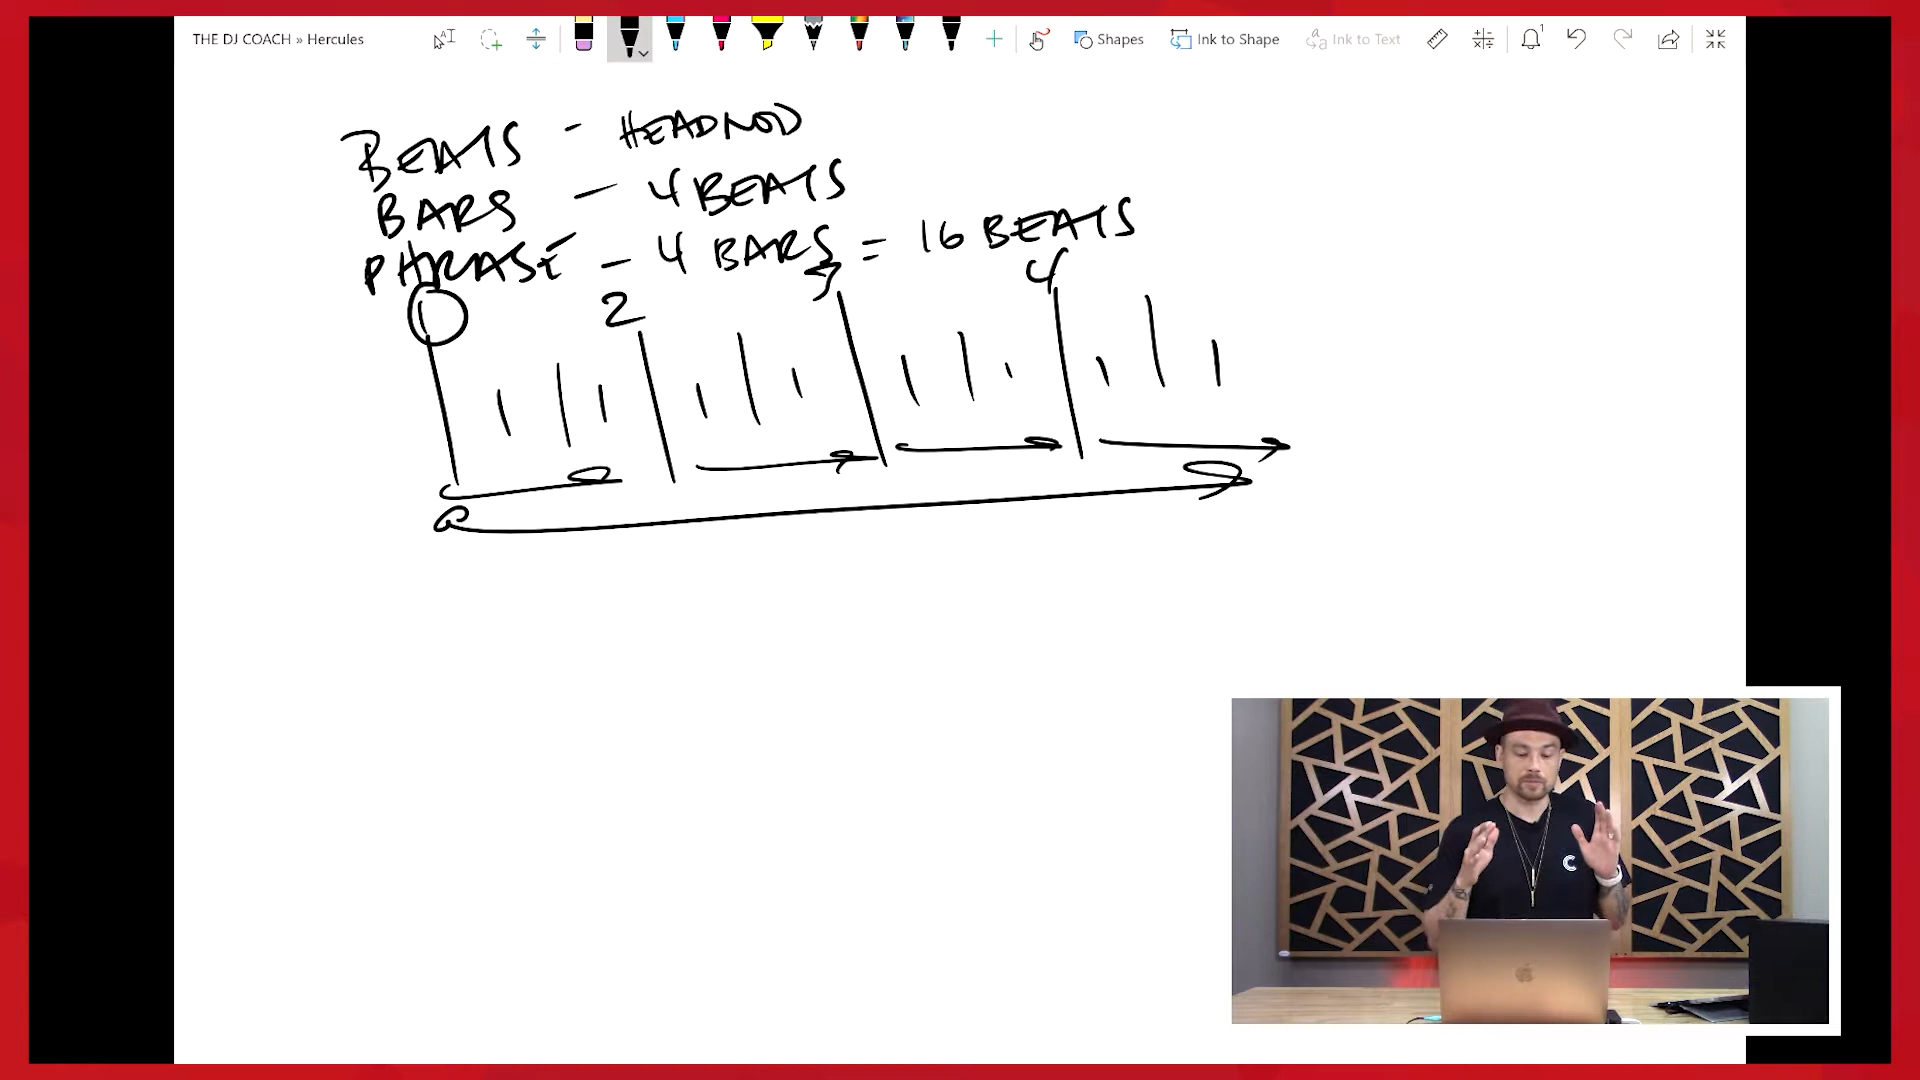 THE DJ COACH » Hercules
Shapes
Ink to Shape
Ink to Text
1
BEATS - HEADNOD
BARS - 4 BEATS
PHRASE - 4 BARS = 16 BEATS
1 2 3 4
C